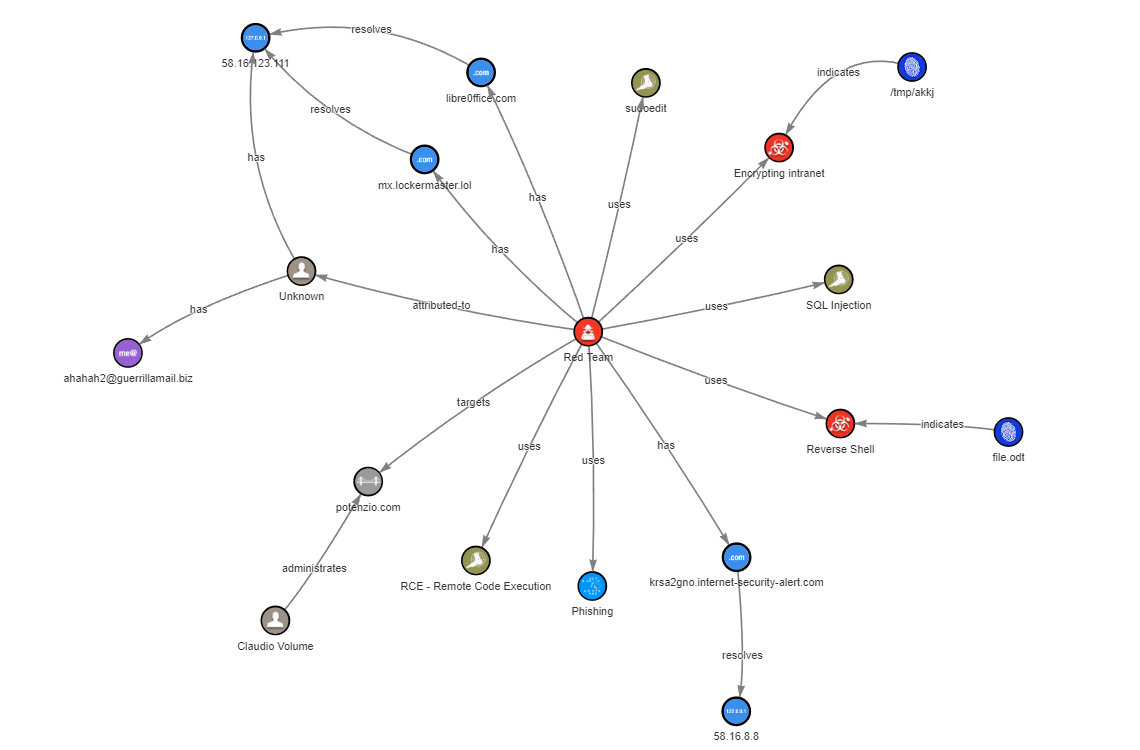 resolves
127.0.0.1
58.16.123.111
.com
libre0ffice.com
sudoedit
indicates
/tmp/akkj
resolves
Encrypting intranet
.com
mx.lockermaster.lol
has
has
uses
uses
has
Unknown
attributed-to
uses
SQL Injection
has
me@
ahahah2@guerrillamail.biz
Red Team
uses
targets
indicates
Reverse Shell
file.odt
uses
uses
has
potenzio.com
administrates
RCE - Remote Code Execution
.com
krsa2gno.internet-security-alert.com
Phishing
Claudio Volume
resolves
127.0.0.1
58.16.8.8